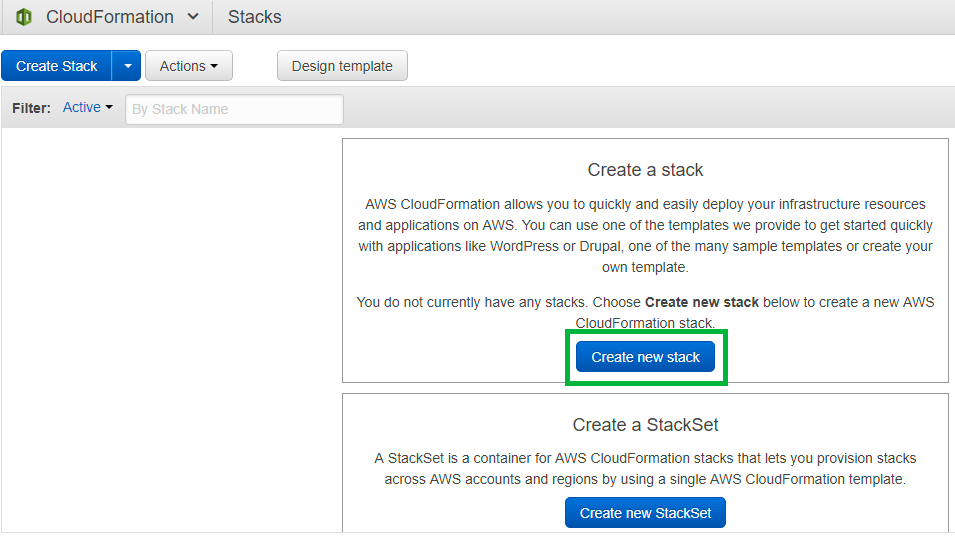 CloudFormation Stacks
Create Stack Actions Design template
Filter: Active By Stack Name
Create a stack
AWS CloudFormation allows you to quickly and easily deploy your infrastructure resources
and applications on AWS. You can use one of the templates we provide to get started quickly
with applications like WordPress or Drupal, one of the many sample templates or create your
own template.
You do not currently have any stacks. Choose Create new stack below to create a new AWS
CloudFormation stack.
Create new stack
Create a StackSet
A StackSet is a container for AWS CloudFormation stacks that lets you provision stacks
across AWS accounts and regions by using a single AWS CloudFormation template.
Create new StackSet